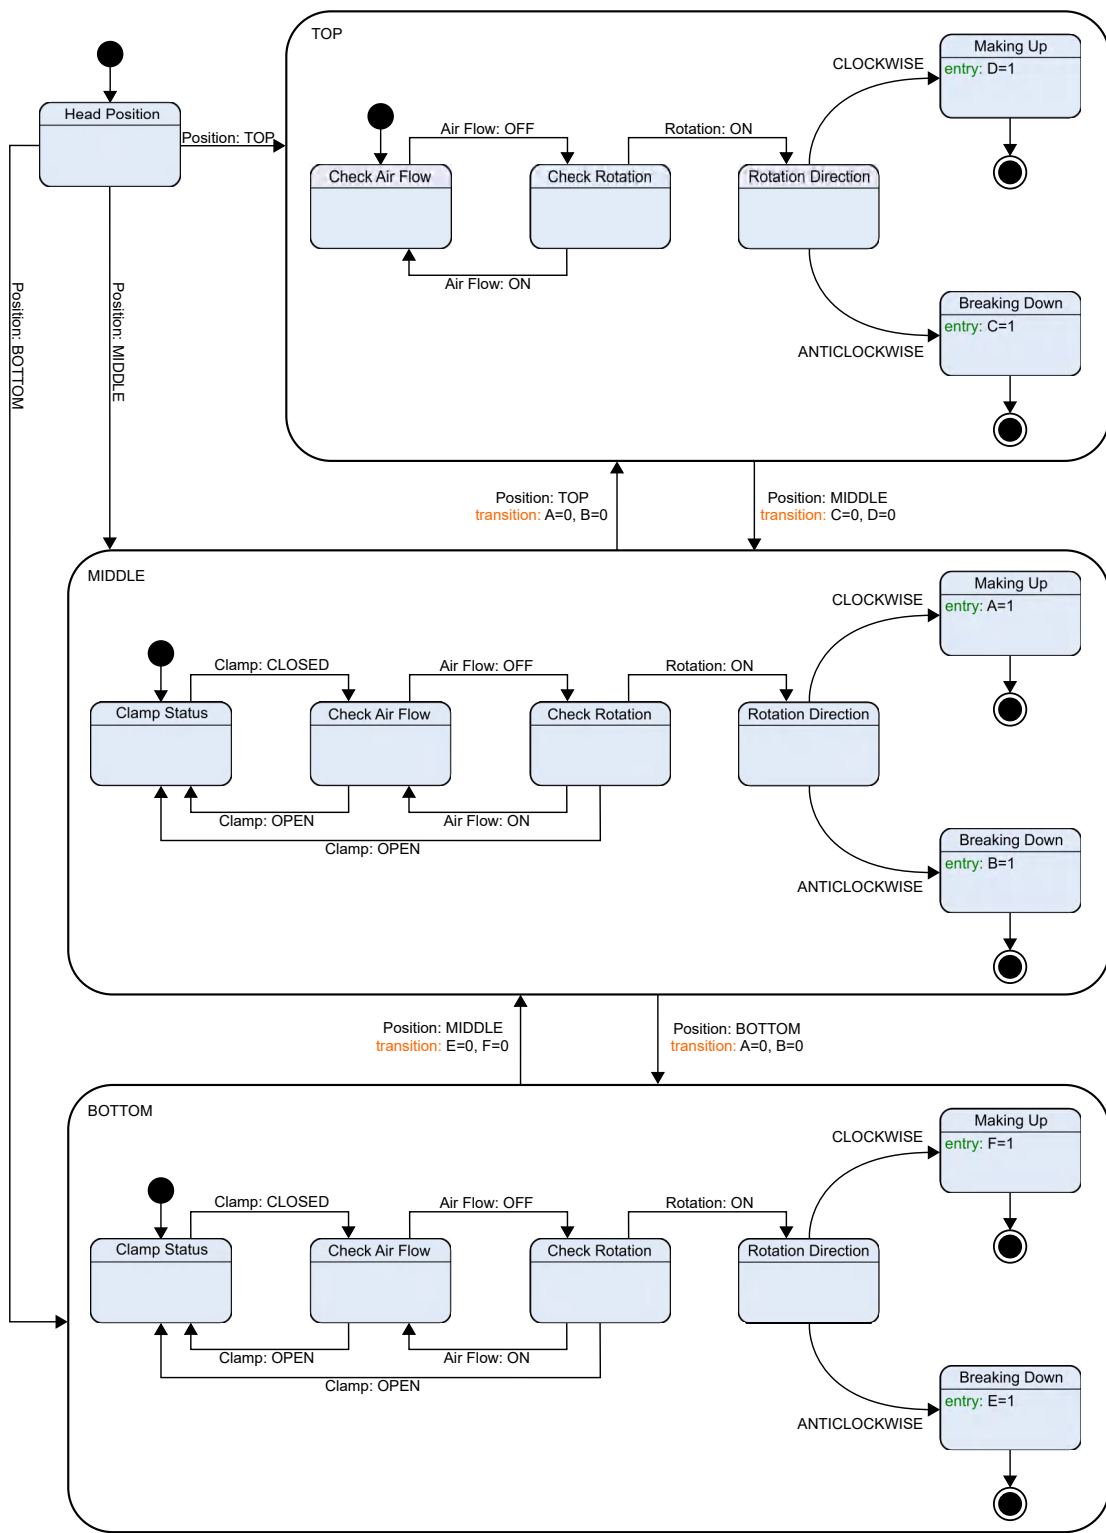 TOP
Making Up
entry: D=1
CLOCKWISE
Head Position
Position: TOP
Air Flow: OFF
Rotation: ON
Check Air Flow
Check Rotation
Rotation Direction
Air Flow: ON
Position: BOTTOM
Position: MIDDLE
Breaking Down
entry: C=1
ANTICLOCKWISE
Position: TOP
transition: A=0, B=0
Position: MIDDLE
transition: C=0, D=0
MIDDLE
Making Up
entry: A=1
CLOCKWISE
Clamp: CLOSED
Air Flow: OFF
Rotation: ON
Clamp Status
Check Air Flow
Check Rotation
Rotation Direction
Clamp: OPEN
Air Flow: ON
Clamp: OPEN
Breaking Down
entry: B=1
ANTICLOCKWISE
Position: MIDDLE
transition: E=0, F=0
Position: BOTTOM
transition: A=0, B=0
BOTTOM
Making Up
entry: F=1
CLOCKWISE
Clamp: CLOSED
Air Flow: OFF
Rotation: ON
Clamp Status
Check Air Flow
Check Rotation
Rotation Direction
Clamp: OPEN
Air Flow: ON
Clamp: OPEN
Breaking Down
entry: E=1
ANTICLOCKWISE